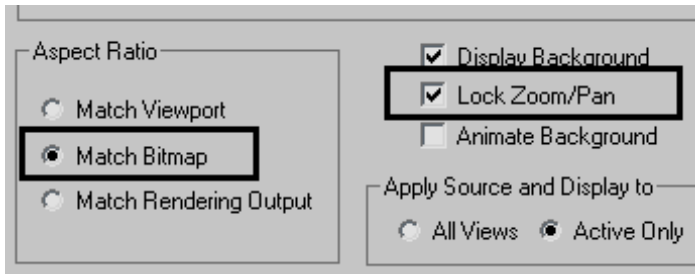 Aspect Ratio
Match Viewport
Match Bitmap
Match Rendering Output
Display Background
Lock Zoom/Pan
Animate Background
Apply Source and Display to
All Views
Active Only